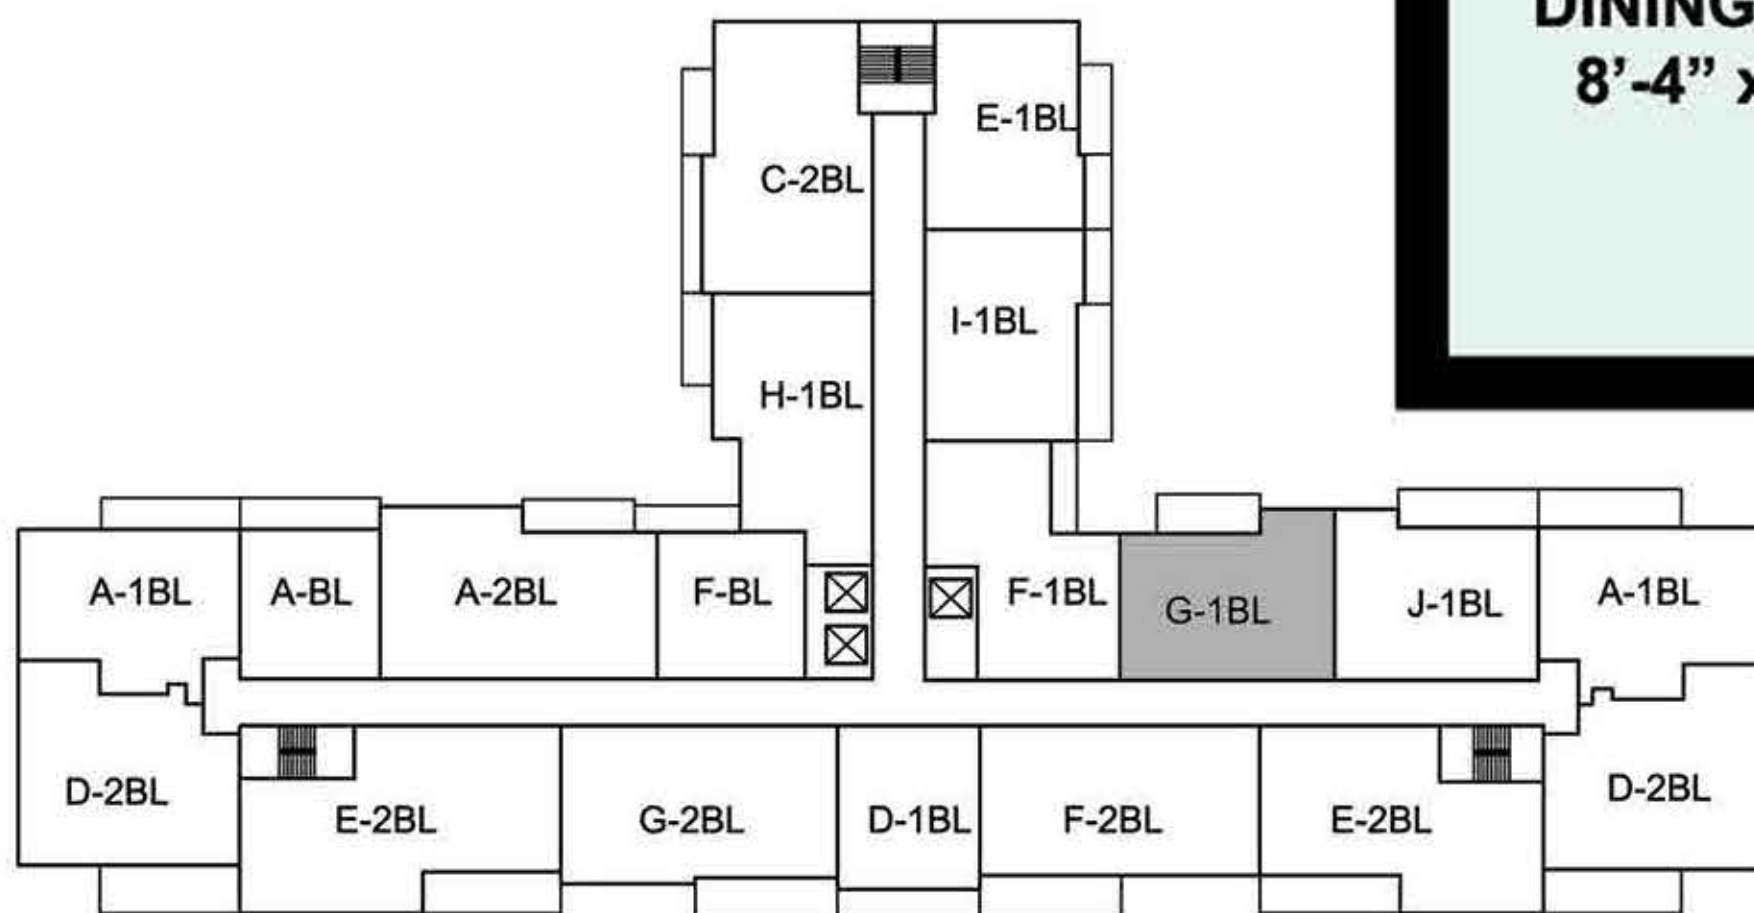 DINING
8’-4” x
E-1BL
C-2BL
I-1BL
H-1BL
A-1BL
A-BL
A-2BL
F-BL
F-1BL
G-1BL
J-1BL
A-1BL
D-2BL
E-2BL
G-2BL
D-1BL
F-2BL
E-2BL
D-2BL